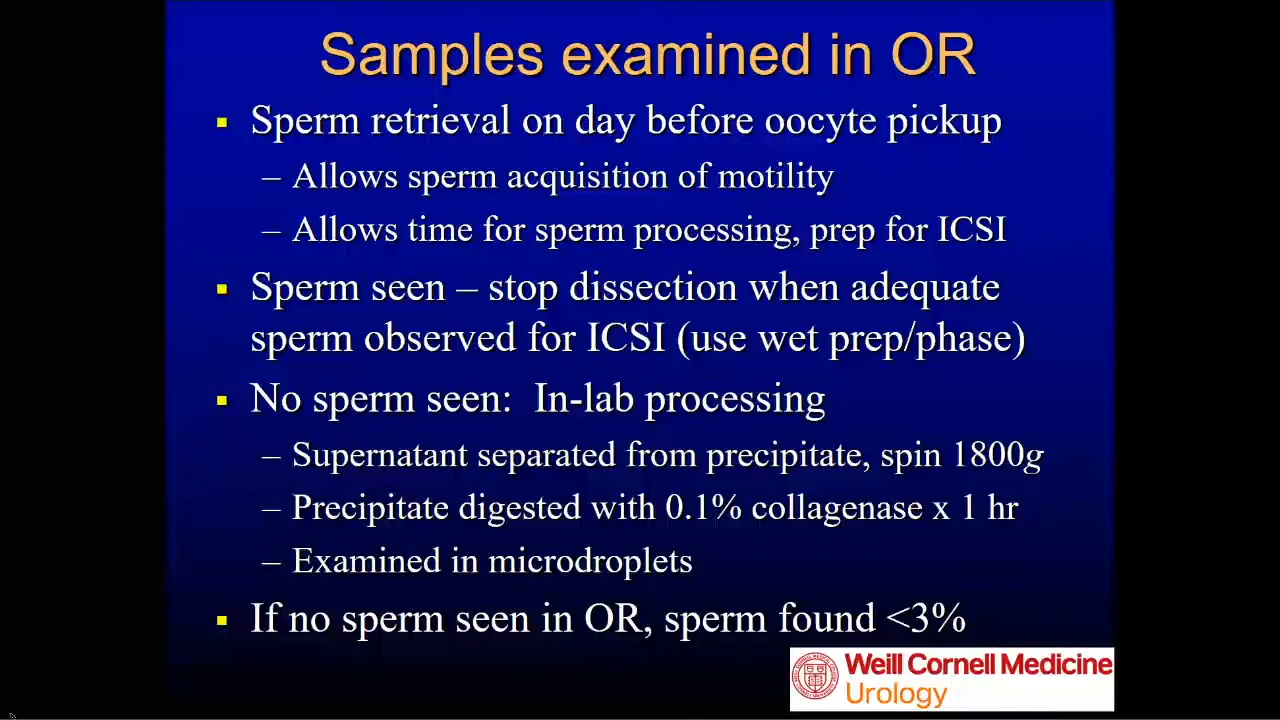 Samples examined in OR
▪ Sperm retrieval on day before oocyte pickup
– Allows sperm acquisition of motility
– Allows time for sperm processing, prep for ICSI
▪ Sperm seen – stop dissection when adequate
sperm observed for ICSI (use wet prep/phase)
▪ No sperm seen: In-lab processing
– Supernatant separated from precipitate, spin 1800g
– Precipitate digested with 0.1% collagenase x 1 hr
– Examined in microdroplets
▪ If no sperm seen in OR, sperm found <3%
Weill Cornell Medicine
Urology